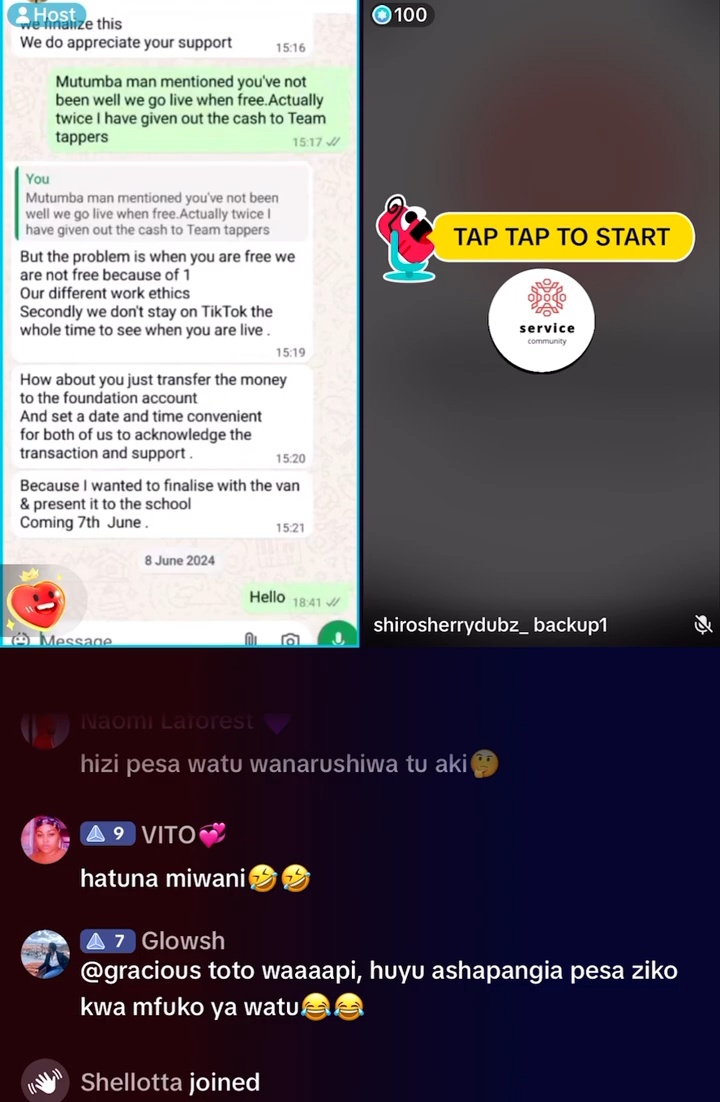 Host
we finalize this
We do appreciate your support
15:16
Mutumba man mentioned you've not
been well we go live when free.Actually
twice I have given out the cash to Team
tappers
15:17
You
Mutumba man mentioned you've not been
well we go live when free.Actually twice I
have given out the cash to Team tappers
But the problem is when you are free we
are not free because of 1
Our different work ethics
Secondly we don't stay on TikTok the
whole time to see when you are live .
15:19
How about you just transfer the money
to the foundation account
And set a date and time convenient
for both of us to acknowledge the
transaction and support .
15:20
Because I wanted to finalise with the van
& present it to the school
Coming 7th June .
15:21
8 June 2024
Hello
18:41
Message
100
TAP TAP TO START
service
community
shirosherrydubz_ backup1
Naomi Laforest 💜
hizi pesa watu wanarushiwa tu aki🤔
9 VITO💞
hatuna miwani🤣🤣
7 Glowsh
@gracious toto waaaapi, huyu ashapangia pesa ziko
kwa mfuko ya watu😂😂
Shellotta joined